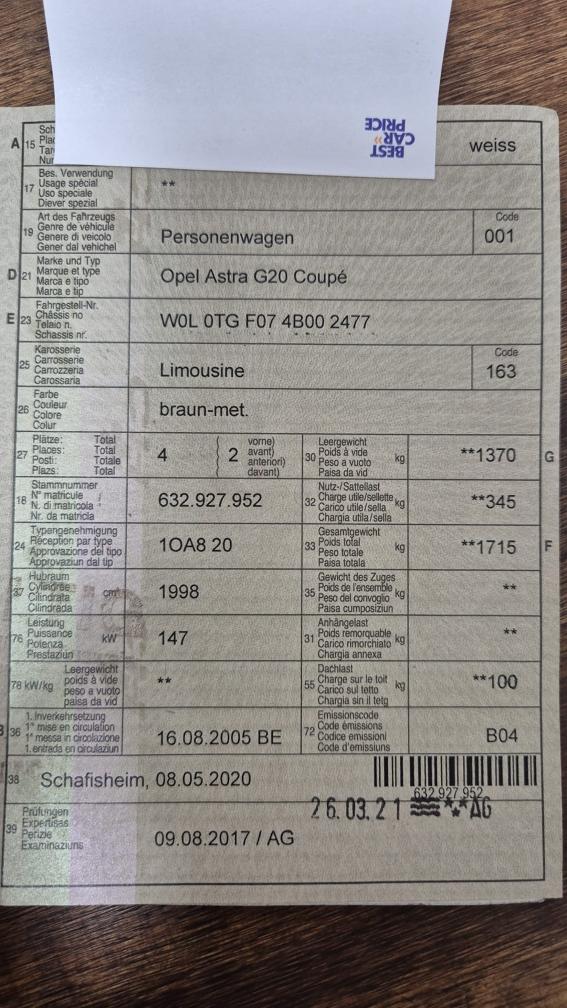 BEST
CAR»
PRICE
A 15 Sch
Plac
Tar
Nur
weiss
17 Bes. Verwendung
Usage spécial
Uso speciale
Diever spezial
**
19 Art des Fahrzeugs
Genre de véhicule
Genere di veicolo
Gener dal vehichel
Personenwagen
Code
001
D 21 Marke und Typ
Marque et type
Marca e tipo
Marca e tip
Opel Astra G20 Coupé
E 23 Fahrgestell-Nr.
Châssis no
Telaio n.
Schassis nr.
W0L 0TG F07 4B00 2477
25 Karosserie
Carrosserie
Carrozzeria
Carossaria
Limousine
Code
163
26 Farbe
Couleur
Colore
Colur
braun-met.
27 Plätze: Total
Places: Total
Posti: Totale
Plazs: Total
4
2
vorne)
avant)
anteriori)
davant)
30 Leergewicht
Poids à vide
Peso a vuoto
Paisa da vid
kg
**1370
G
18 Stammnummer
N° matricule
N. di matricola
Nr. da matricla
632.927.952
32 Nutz-/Sattellast
Charge utile/sellette
Carico utile/sella
Chargia utila/sella
kg
**345
24 Typengenehmigung
Réception par type
Approvazione del tipo
Approvaziun dal tip
1OA8 20
33 Gesamtgewicht
Poids total
Peso totale
Paisa totala
kg
**1715
F
37 Hubraum
Cylindrée
Cilindrata
Cilindrada
cm³
1998
35 Gewicht des Zuges
Poids de l'ensemble
Peso del convoglio
Paisa cumposiziun
kg
**
76 Leistung
Puissance
Potenza
Prestaziun
kW
147
31 Anhängelast
Poids remorquable
Carico rimorchiato
Chargia annexa
kg
**
78 kW/kg
Leergewicht
poids à vide
peso a vuoto
paisa da vid
**
55 Dachlast
Charge sur le toit
Carico sul tetto
Chargia sin il tetg
kg
**100
B 36 1. Inverkehrsetzung
1re mise en circulation
1a messa in circolazione
1. entrada en circulaziun
16.08.2005 BE
72 Emissionscode
Code émissions
Codice emissioni
Code d'emissiuns
B04
38 Schafisheim, 08.05.2020
632.927.952
26.03.21 AG
39 Prüfungen
Expertises
Perizie
Examinaziuns
09.08.2017 / AG